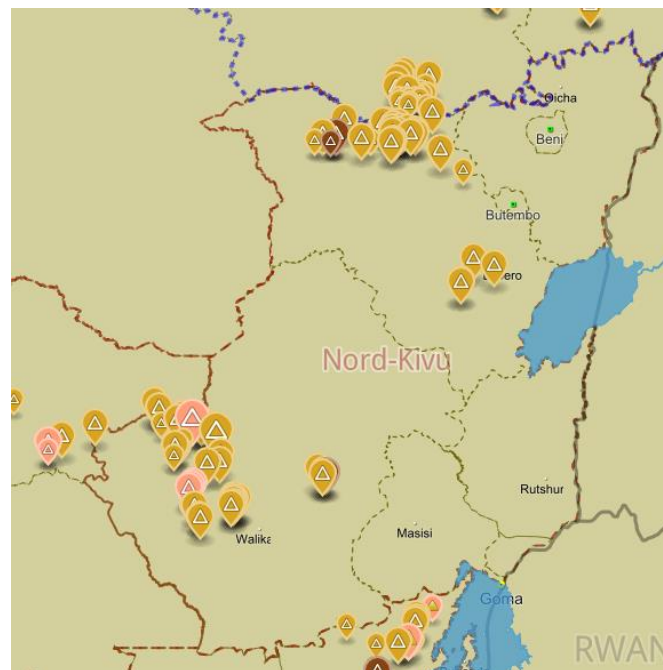 Oicha
Beni
Butembo
Nord-Kivu
Rutshur
Masisi
Walika
Goma
RWAN